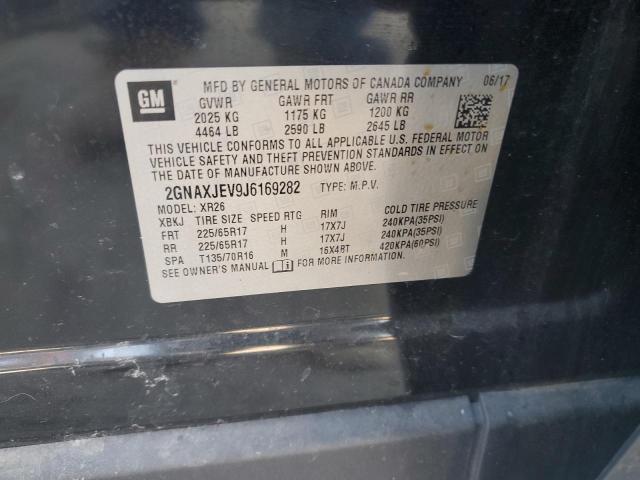 GM
MFD BY GENERAL MOTORS OF CANADA COMPANY 06/17
GVWR GAWR FRT GAWR RR
2025 KG 1175 KG 1200 KG
4464 LB 2590 LB 2645 LB
THIS VEHICLE CONFORMS TO ALL APPLICABLE U.S. FEDERAL MOTOR
VEHICLE SAFETY AND THEFT PREVENTION STANDARDS IN EFFECT ON
THE DATE OF MANUFACTURE SHOWN ABOVE.
2GNAXJEV9J6169282 TYPE: M.P.V.
MODEL: XR26
XBKJ TIRE SIZE SPEED RTG RIM COLD TIRE PRESSURE
FRT 225/65R17 H 17X7J 240KPA(35PSI)
RR 225/65R17 H 17X7J 240KPA(35PSI)
SPA T135/70R16 M 16X4BT 420KPA(60PSI)
SEE OWNER'S MANUAL FOR ADDITIONAL INFORMATION.